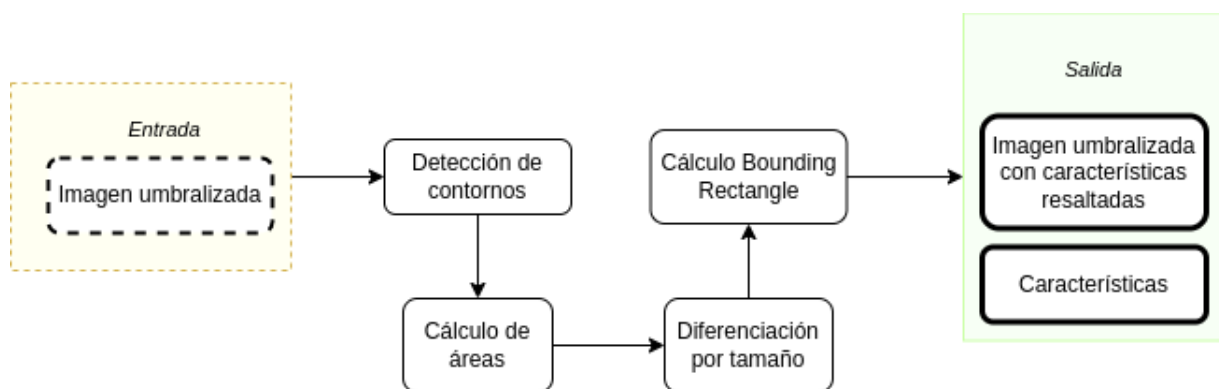 Entrada
Imagen umbralizada
Detección de
contornos
Cálculo de
áreas
Diferenciación
por tamaño
Cálculo Bounding
Rectangle
Salida
Imagen umbralizada
con características
resaltadas
Características